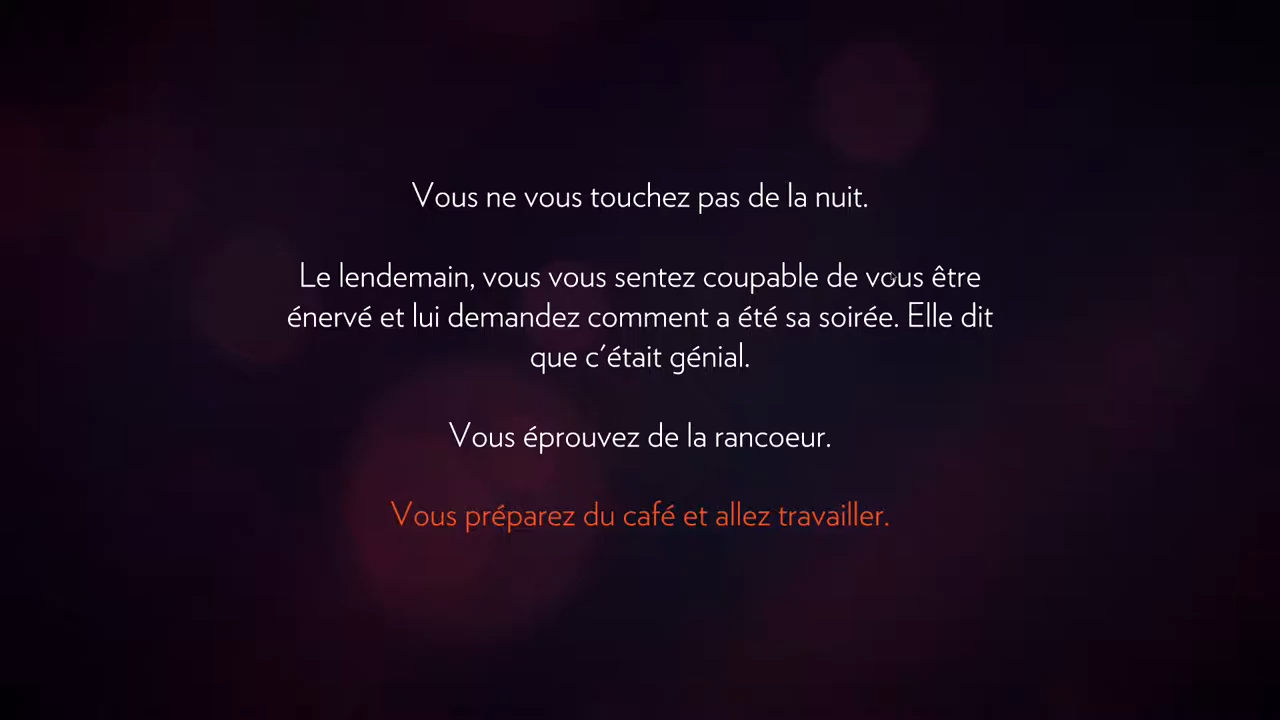 Vous ne vous touchez pas de la nuit.
Le lendemain, vous vous sentez coupable de vous être
énervé et lui demandez comment a été sa soirée. Elle dit
que c'était génial.
Vous éprouvez de la rancoeur.
Vous préparez du café et allez travailler.